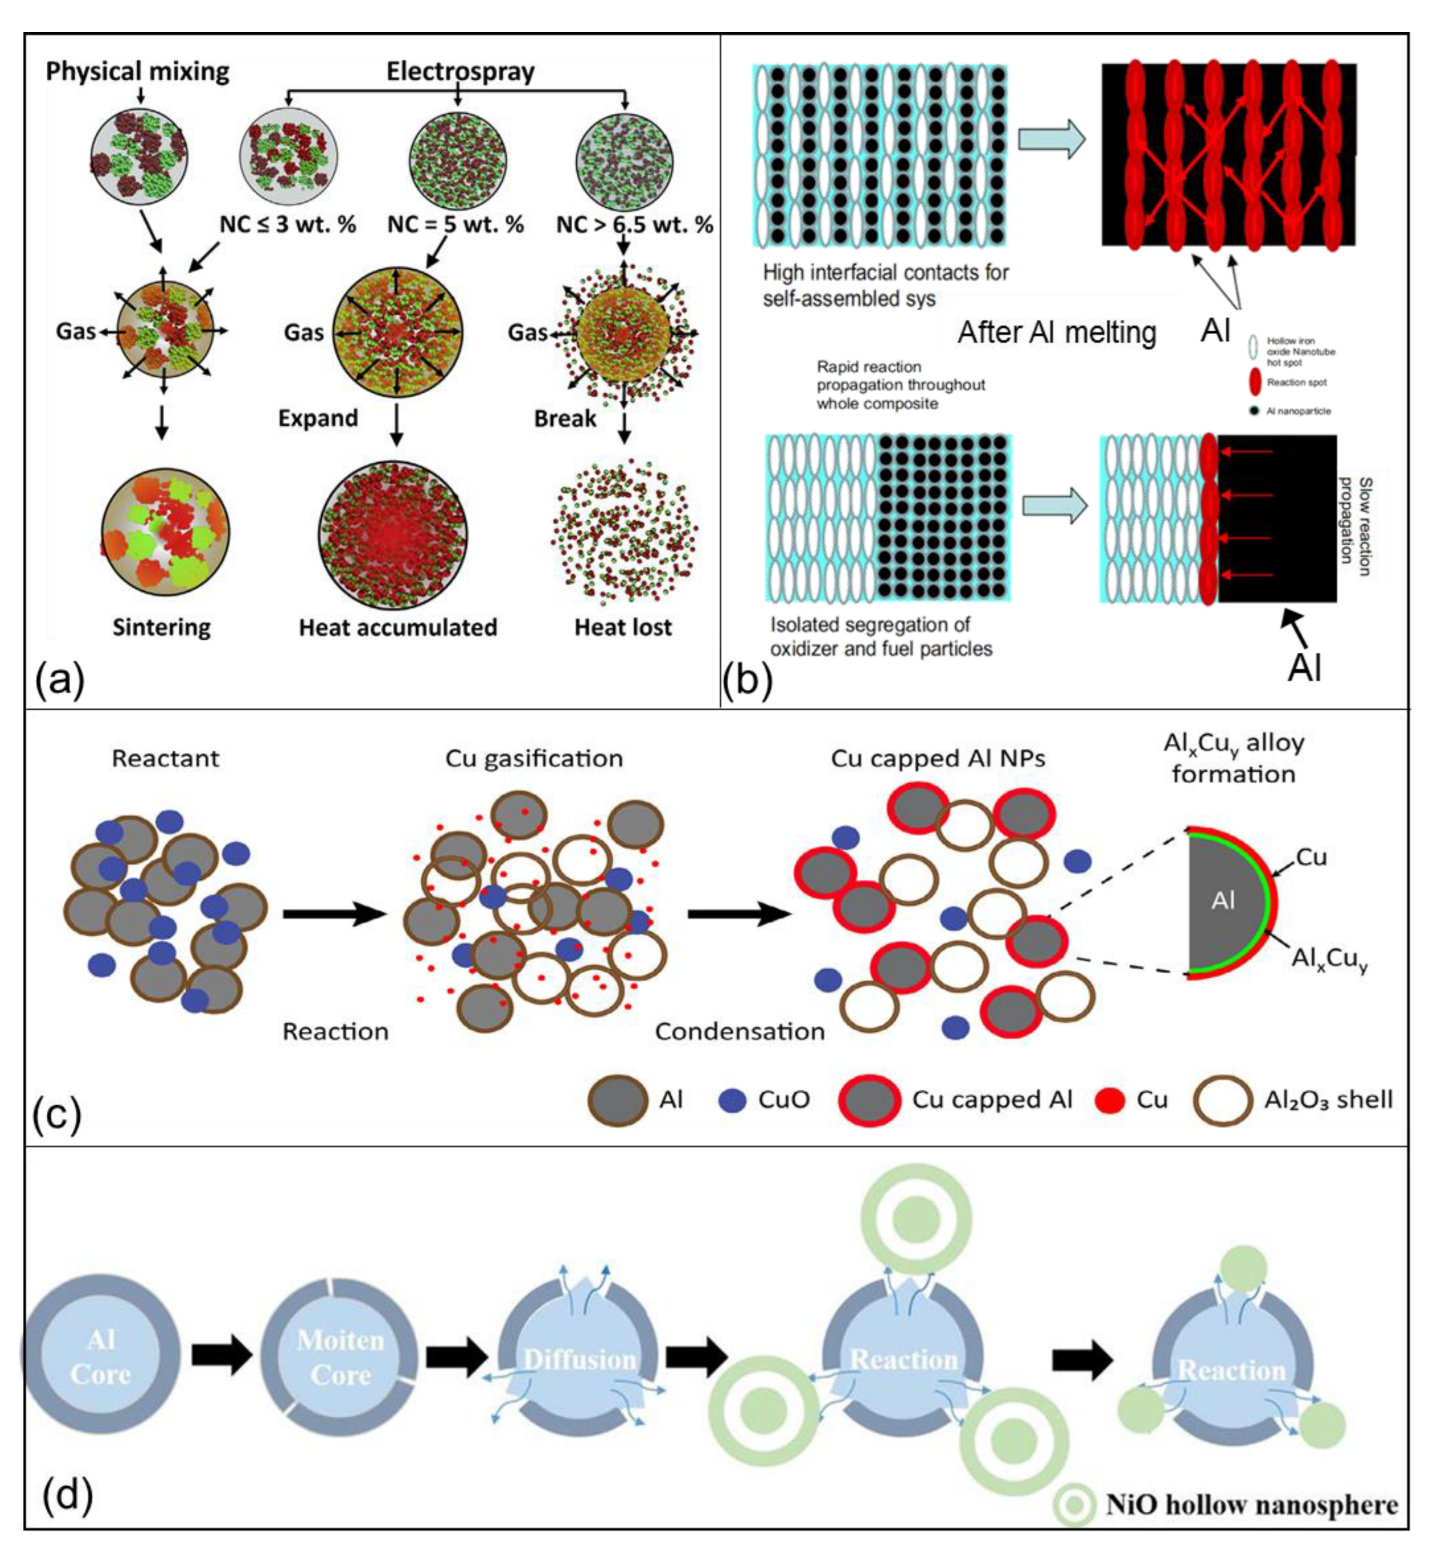 Physical mixing
Electrospray
NC ≤ 3 wt. %
NC = 5 wt. %
NC > 6.5 wt. %
Gas
Gas
Gas
Expand
Break
Sintering
Heat accumulated
Heat lost
(a)
High interfacial contacts for
self-assembled sys
After Al melting
Al
Rapid reaction
propagation throughout
whole composite
Hollow iron
oxide Nanotube
hot spot
Reaction spot
Al nanoparticle
Isolated segregation of
oxidizer and fuel particles
Slow reaction
propagation
Al
(b)
Reactant
Cu gasification
Cu capped Al NPs
AlₓCuᵧ alloy
formation
Cu
Al
AlₓCuᵧ
Reaction
Condensation
Al
CuO
Cu capped Al
Cu
Al₂O₃ shell
(c)
Al
Core
Moiten
Core
Diffusion
Reaction
Reaction
NiO hollow nanosphere
(d)